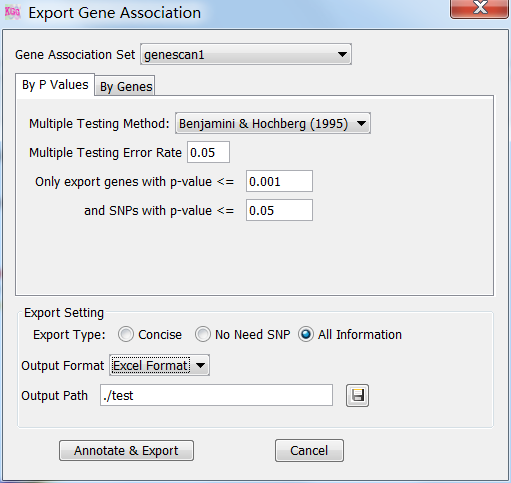 KGG Export Gene Association
Gene Association Set genescan1
By P Values By Genes
Multiple Testing Method: Benjamini & Hochberg (1995)
Multiple Testing Error Rate 0.05
Only export genes with p-value <= 0.001
and SNPs with p-value <= 0.05
Export Setting
Export Type: Concise No Need SNP All Information
Output Format Excel Format
Output Path ./test
Annotate & Export Cancel